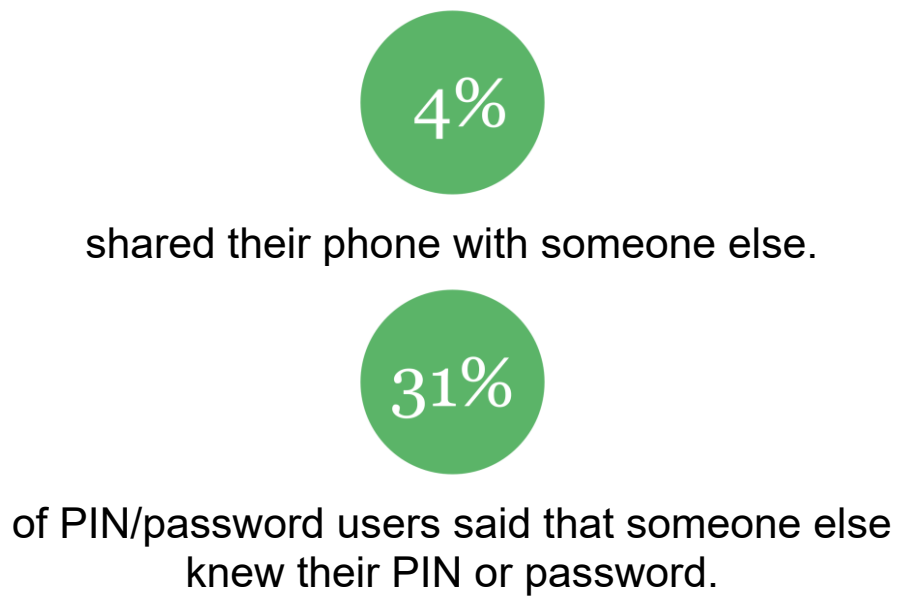 4%
shared their phone with someone else.
31%
of PIN/password users said that someone else
knew their PIN or password.